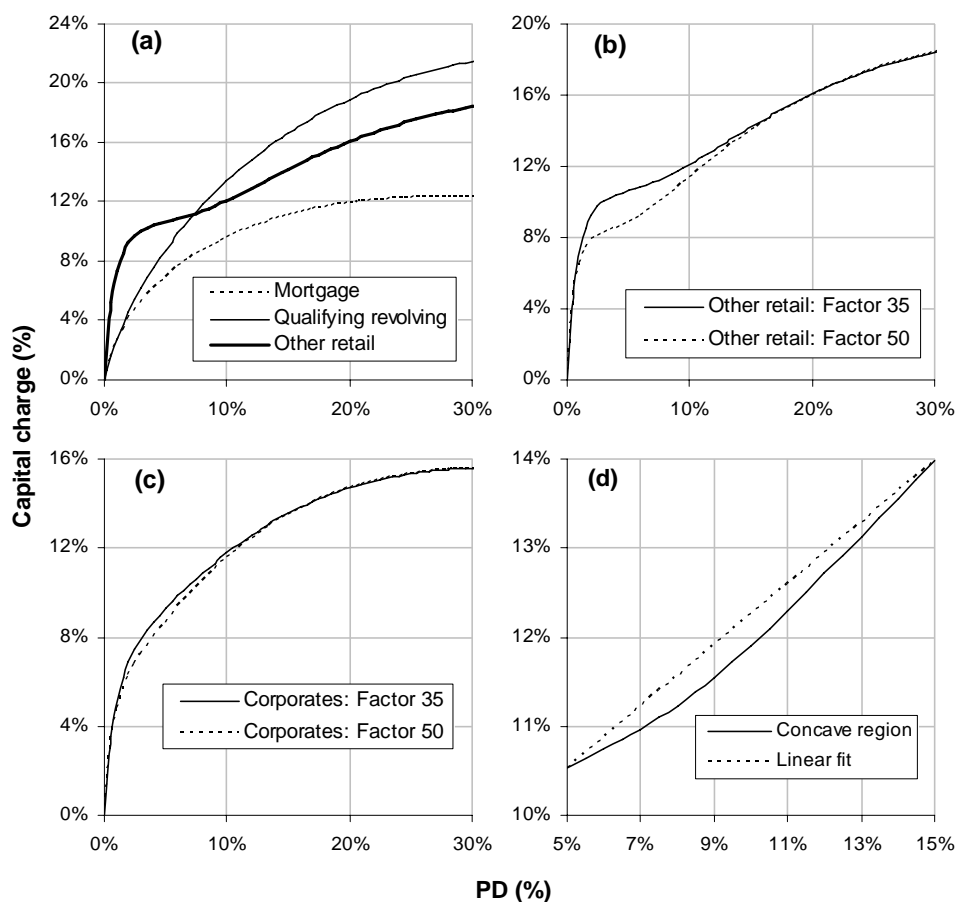 24%
20%
16%
12%
8%
4%
0%
0%
10%
20%
30%
(a)
Mortgage
Qualifying revolving
Other retail
20%
16%
12%
8%
4%
0%
0%
10%
20%
30%
(b)
Other retail: Factor 35
Other retail: Factor 50
Capital charge (%)
16%
12%
8%
4%
0%
0%
10%
20%
30%
(c)
Corporates: Factor 35
Corporates: Factor 50
14%
13%
12%
11%
10%
5%
7%
9%
11%
13%
15%
(d)
Concave region
Linear fit
PD (%)